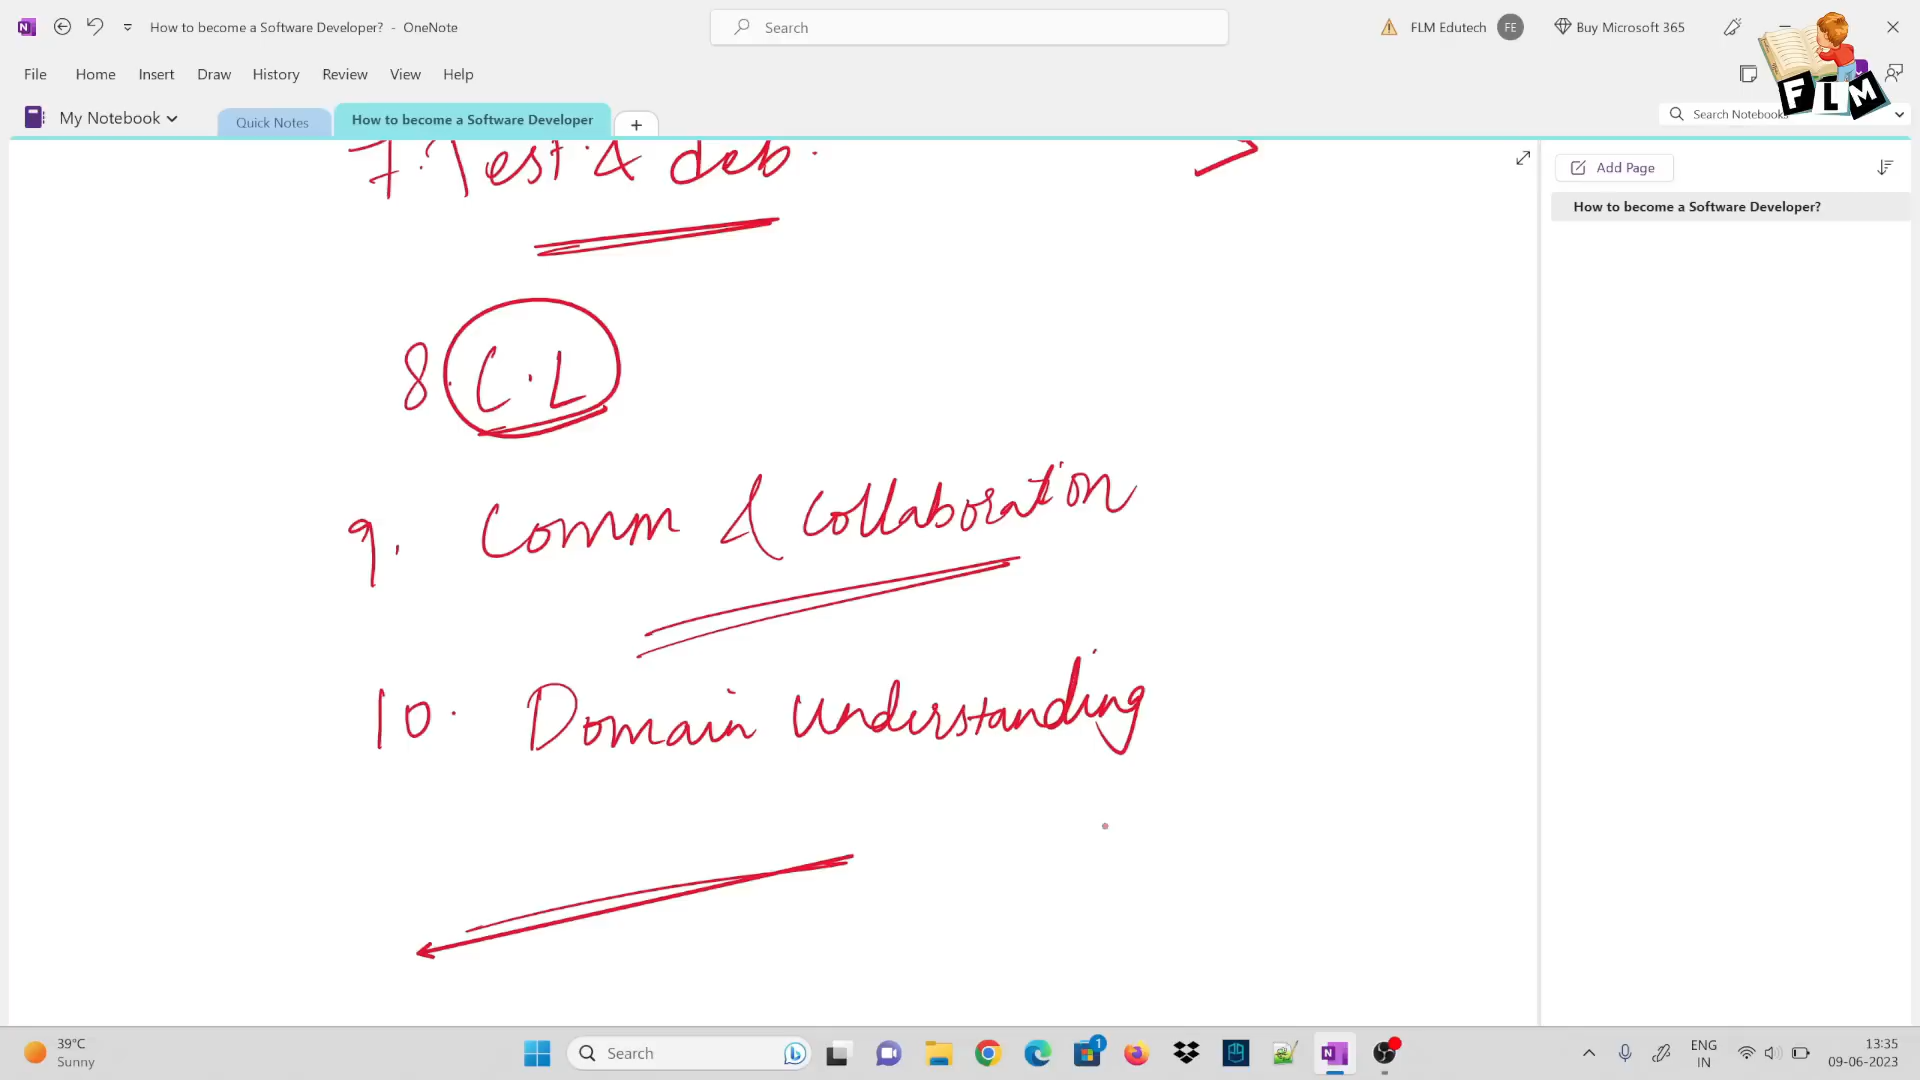 How to become a Software Developer? - OneNote
Search
FLM Edutech FE
Buy Microsoft 365
File Home Insert Draw History Review View Help
FLM
My Notebook
Quick Notes
How to become a Software Developer
+
Search Notebooks
7. Test & deb.
Add Page
How to become a Software Developer?
8. C.L
9. Comm & Collaboration
10. Domain Understanding
39°C
Sunny
Search
1
ENG
IN
13:35
09-06-2023